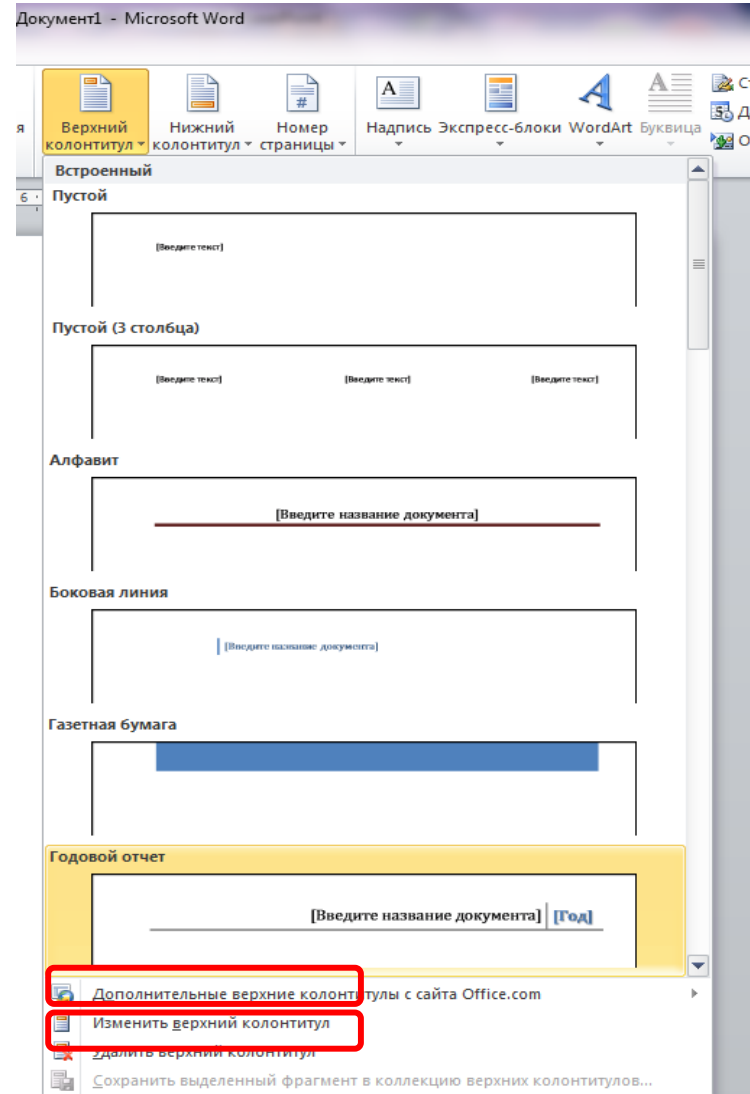 Документ1 - Microsoft Word
я
Верхний колонтитул
Нижний колонтитул
Номер страницы
#
A
Надпись
Экспресс-блоки
A
WordArt
A
Буквица
С
Д
О
6
Встроенный
Пустой
[Введите текст]
Пустой (3 столбца)
[Введите текст] [Введите текст] [Введите текст]
Алфавит
[Введите название документа]
Боковая линия
[Введите название документа]
Газетная бумага
Годовой отчет
[Введите название документа] [Год]
Дополнительные верхние колонтитулы с сайта Office.com
Изменить верхний колонтитул
Удалить верхний колонтитул
Сохранить выделенный фрагмент в коллекцию верхних колонтитулов...